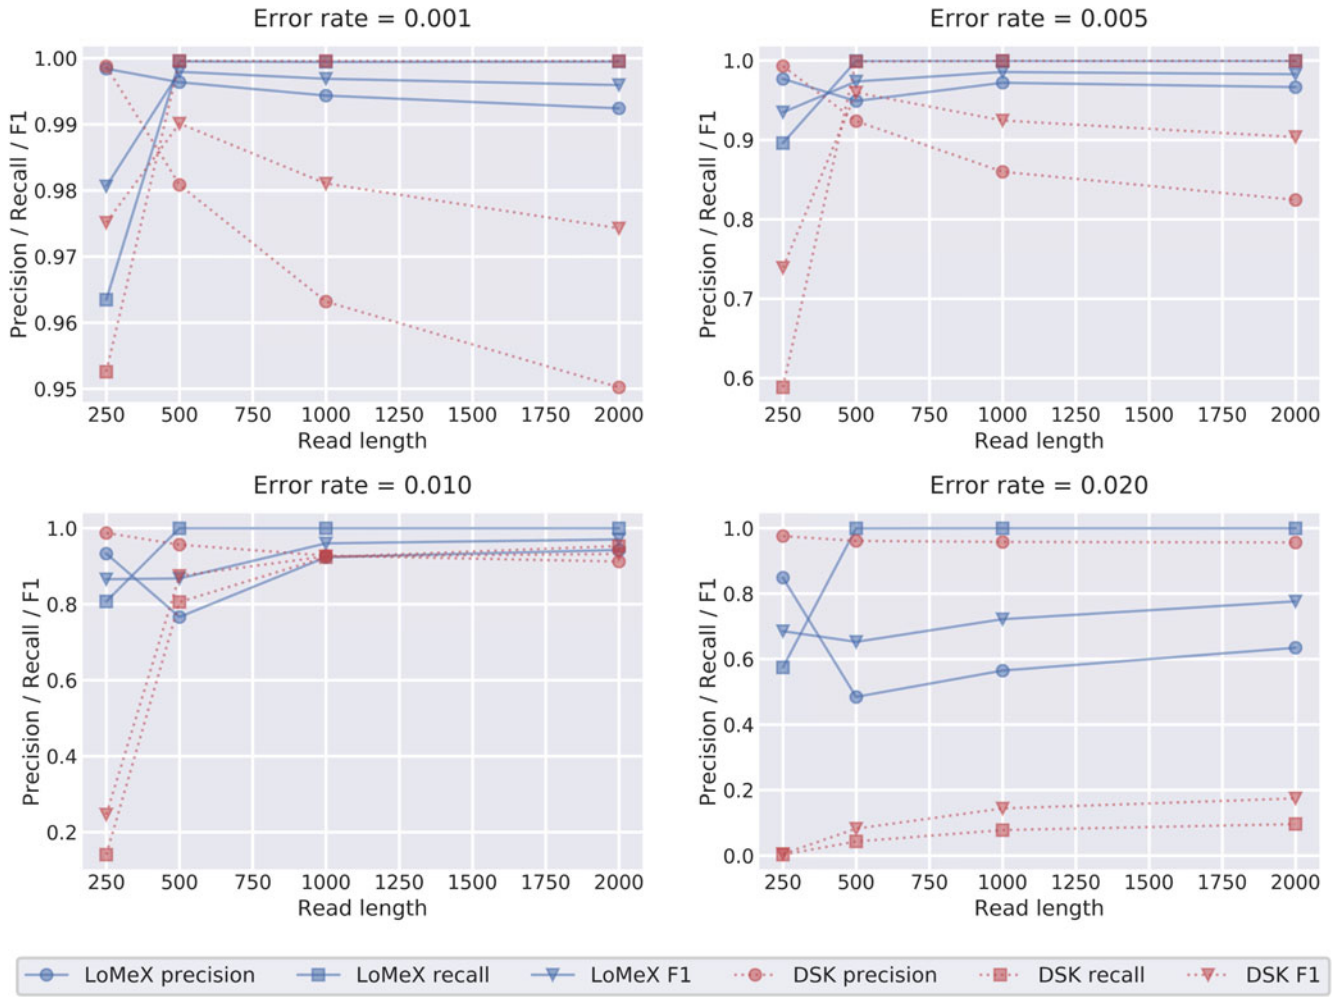 Error rate = 0.001
Error rate = 0.005
Precision / Recall / F1
1.00
0.99
0.98
0.97
0.96
0.95
250 500 750 1000 1250 1500 1750 2000
Read length
Precision / Recall / F1
1.0
0.9
0.8
0.7
0.6
250 500 750 1000 1250 1500 1750 2000
Read length
Error rate = 0.010
Error rate = 0.020
Precision / Recall / F1
1.0
0.8
0.6
0.4
0.2
250 500 750 1000 1250 1500 1750 2000
Read length
Precision / Recall / F1
1.0
0.8
0.6
0.4
0.2
0.0
250 500 750 1000 1250 1500 1750 2000
Read length
LoMeX precision LoMeX recall LoMeX F1 DSK precision DSK recall DSK F1